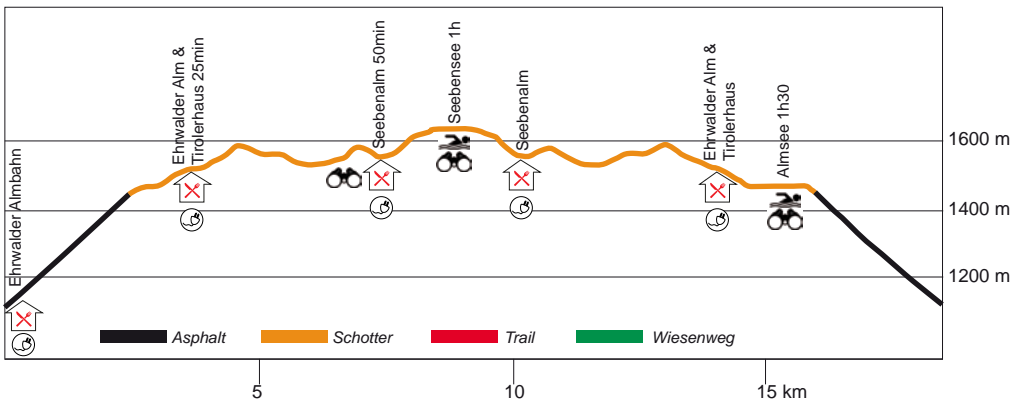 Ehrwalder Almbahn
Ehrwalder Alm &
Tirolerhaus 25min
Seebenalm 50min
Seebensee 1h
Seebenalm
Ehrwalder Alm &
Tirolerhaus
Almsee 1h30
1600 m
1400 m
1200 m
Asphalt
Schotter
Trail
Wiesenweg
5
10
15 km